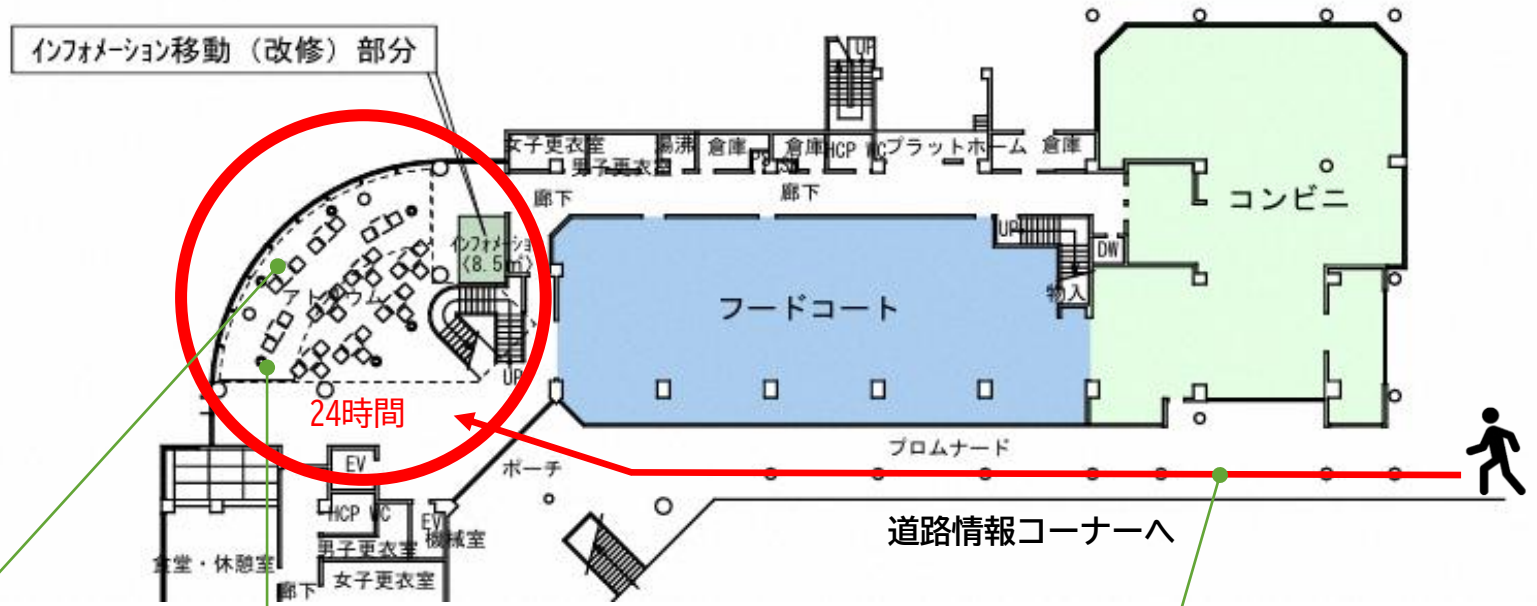 インフォメーション移動（改修）部分
UP
女子更衣室
男子更衣室
湯沸
倉庫
PS
倉庫
HCP WC
プラットホーム
倉庫
廊下
廊下
コンビニ
インフォメーショ
(8.5㎡)
UP
DW
物入
アトリウム
フードコート
UP
24時間
プロムナード
ポーチ
EV
道路情報コーナーへ
HCP WC
EV
機械室
男子更衣室
食堂・休憩室
女子更衣室
廊下